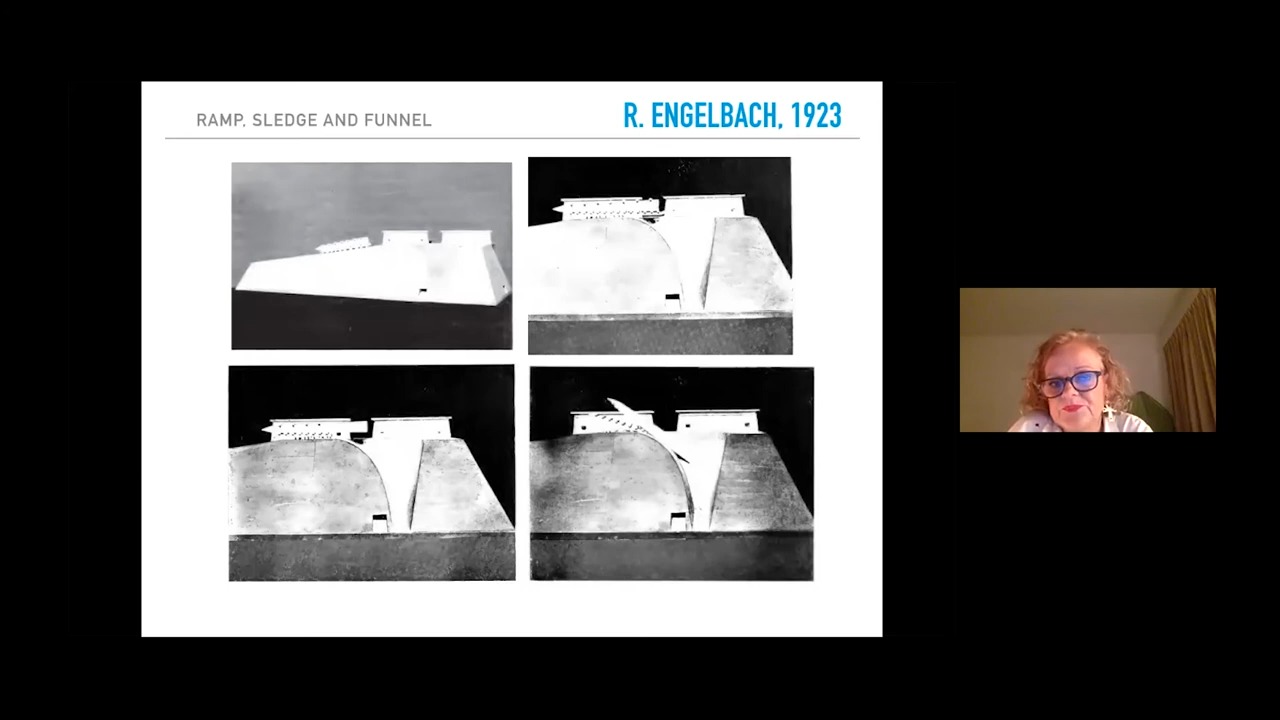 RAMP, SLEDGE AND FUNNEL
R. ENGELBACH, 1923